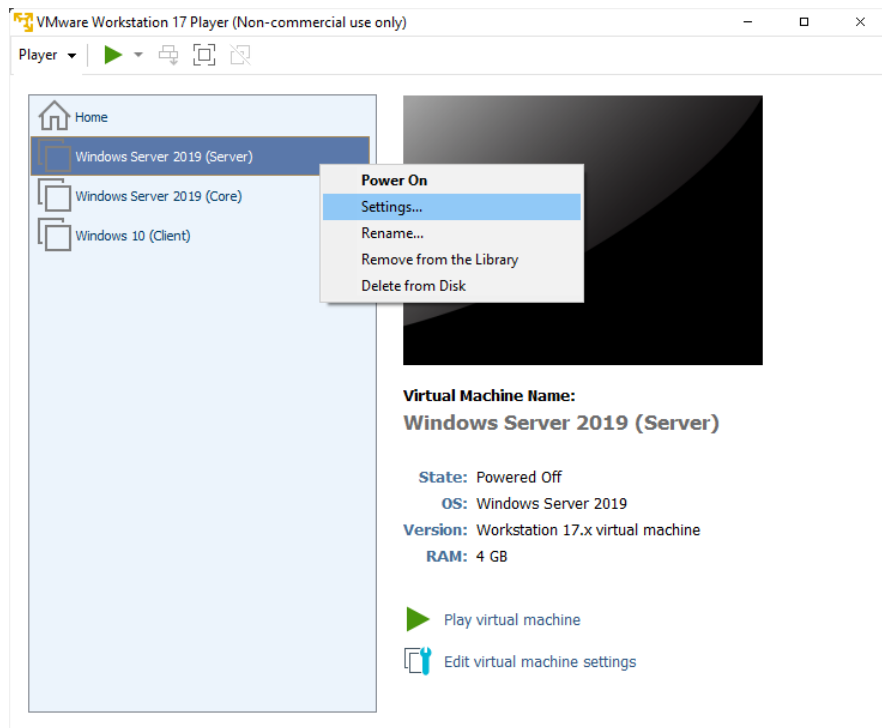 VMware Workstation 17 Player (Non-commercial use only)
Player
Home
Windows Server 2019 (Server)
Windows Server 2019 (Core)
Windows 10 (Client)
Power On
Settings...
Rename...
Remove from the Library
Delete from Disk
Virtual Machine Name:
Windows Server 2019 (Server)
State: Powered Off
OS: Windows Server 2019
Version: Workstation 17.x virtual machine
RAM: 4 GB
Play virtual machine
Edit virtual machine settings